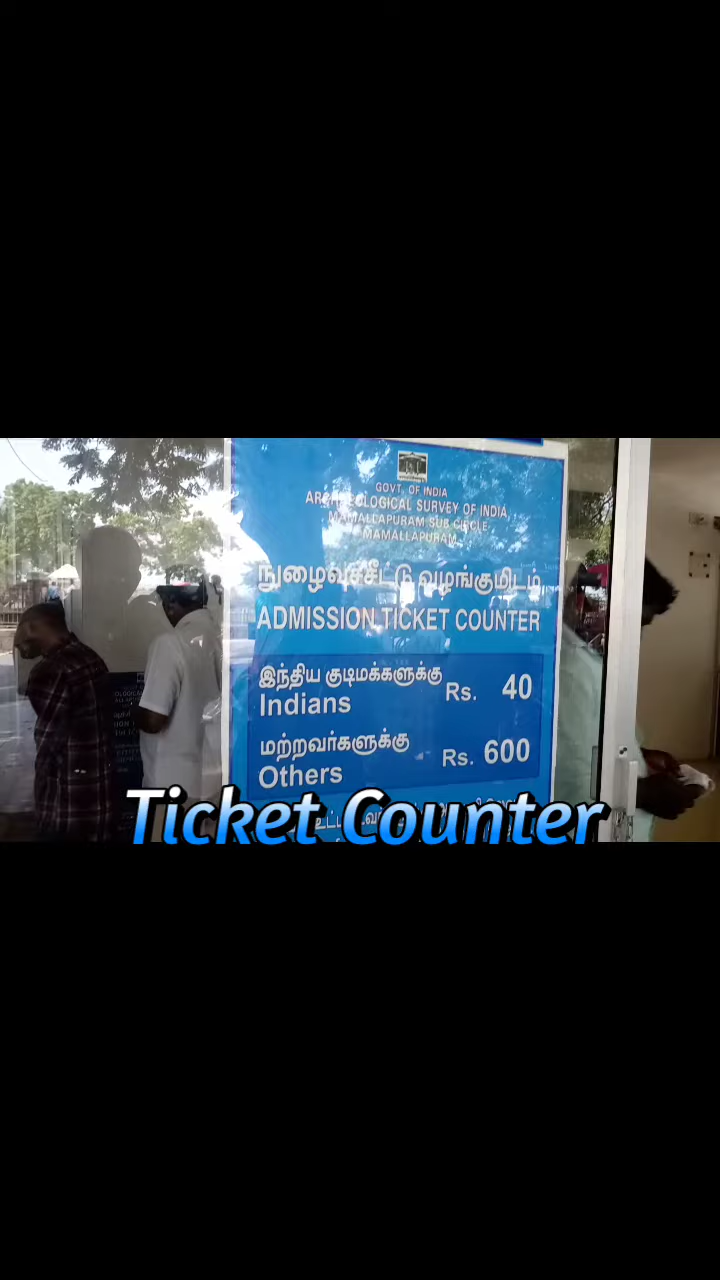 GOVT. OF INDIA
ARCHAEOLOGICAL SURVEY OF INDIA,
MAMALLAPURAM SUB CIRCLE
MAMALLAPURAM
நுழைவுச்சீட்டு வழங்குமிடம்
ADMISSION TICKET COUNTER
இந்திய குடிமக்களுக்கு
Indians Rs. 40
மற்றவர்களுக்கு
Others Rs. 600
Ticket Counter